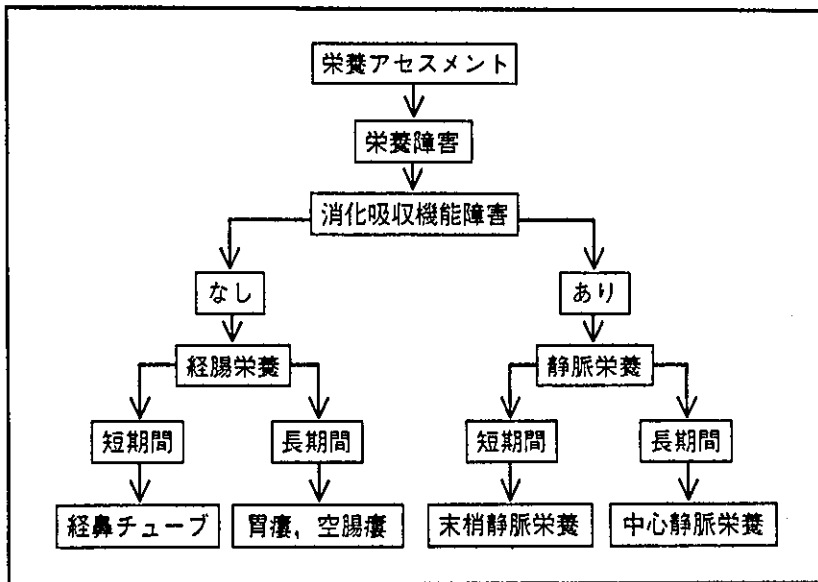 栄養アセスメント
栄養障害
消化吸収機能障害
なし
あり
経腸栄養
静脈栄養
短期間
長期間
短期間
長期間
経鼻チューブ
胃瘻，空腸瘻
末梢静脈栄養
中心静脈栄養